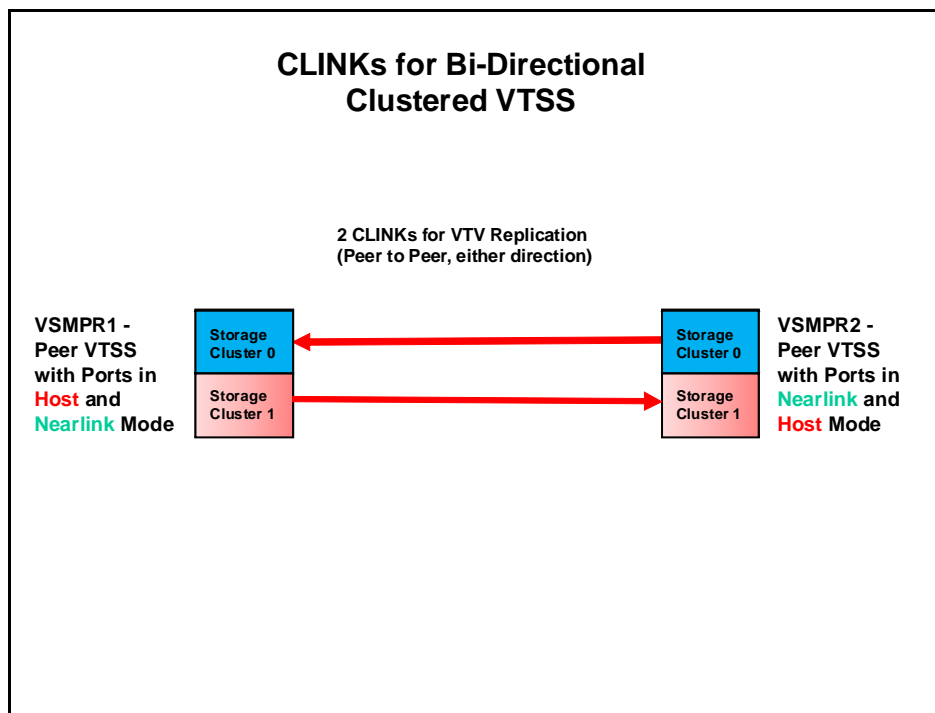 CLINKs for Bi-Directional
Clustered VTSS
2 CLINKs for VTV Replication
(Peer to Peer, either direction)
VSMPR1 -
Peer VTSS
with Ports in
Host and
Nearlink Mode
Storage
Cluster 0
Storage
Cluster 1
Storage
Cluster 0
Storage
Cluster 1
VSMPR2 -
Peer VTSS
with Ports in
Nearlink and
Host Mode